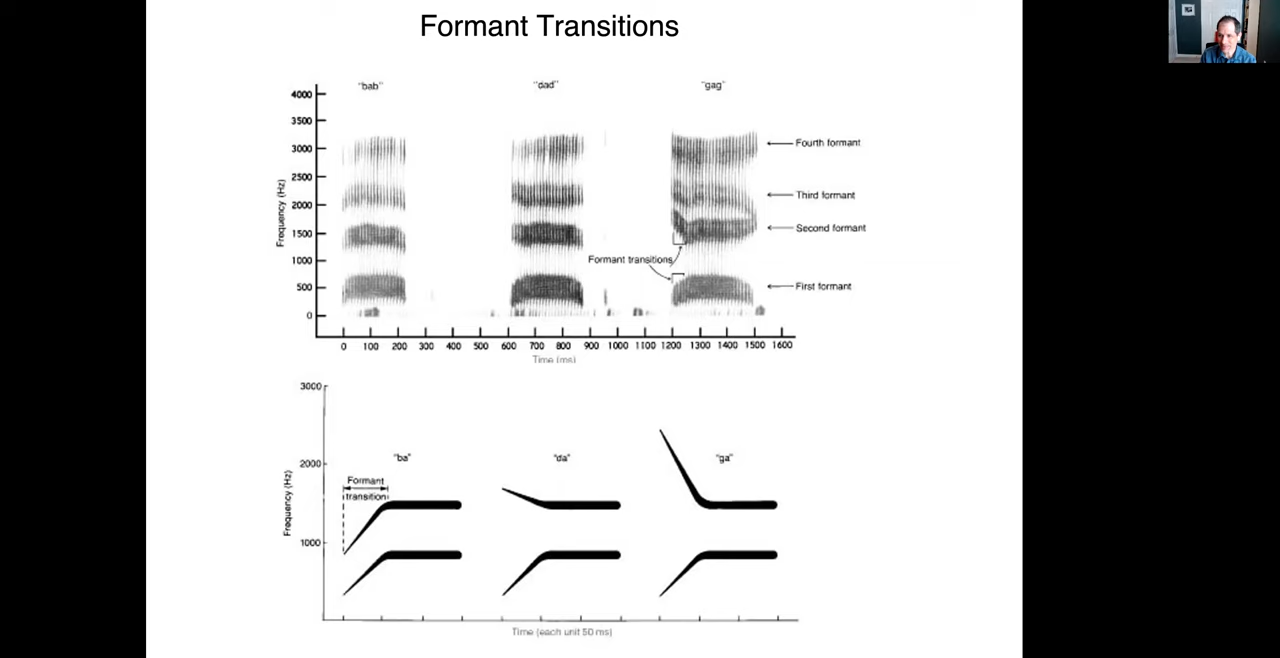 Formant Transitions
"bab"
"dad"
"gag"
4000
3500
3000
2500
2000
1500
1000
500
0
Frequency (Hz)
Fourth formant
Third formant
Second formant
First formant
Formant transitions
0 100 200 300 400 500 600 700 800 900 1000 1100 1200 1300 1400 1500 1600
Time (ms)
3000
2000
1000
Frequency (Hz)
"ba"
"da"
"ga"
Formant
transition
Time (each unit 50 ms)